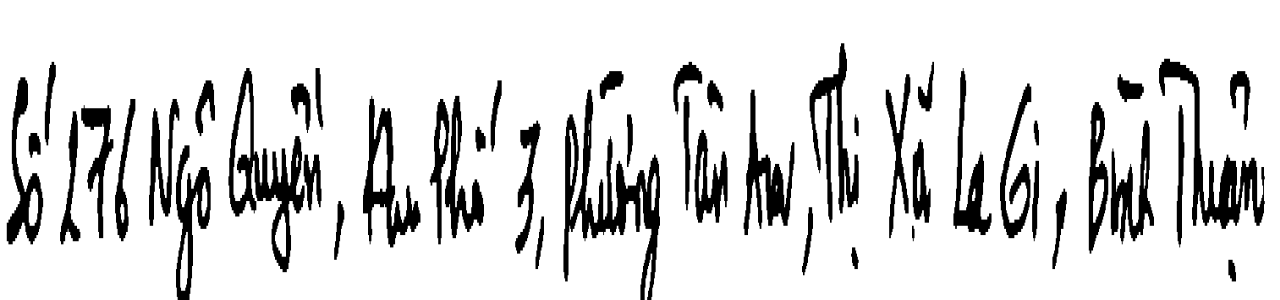 Số 276 Ngô Quyền, Khu Phố 3, Phường Tân An, Thị Xã La Gi, Bình Thuận